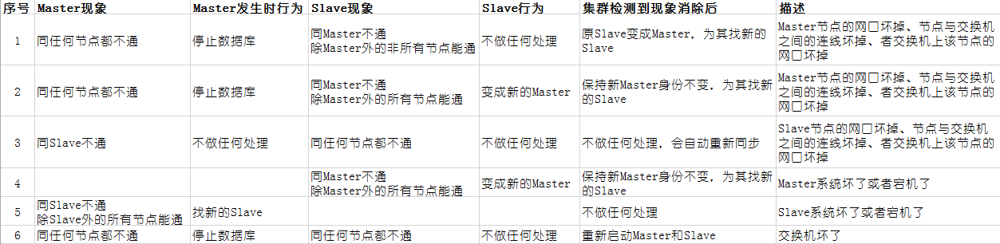 序号 Master现象 Master发生时行为 Slave现象 Slave行为 集群检测到现象消除后 描述
1 同任何节点都不通 停止数据库 同Master不通
除Master外的非所有节点能通 不做任何处理 原Slave变成Master，为其找新的
Slave Master节点的网□坏掉、节点与交换机
之间的连线坏掉、者交换机上该节点的
网□坏掉
2 同任何节点都不通 停止数据库 同Master不通
除Master外的所有节点能通 变成新的Master 保持新Master身份不变，为其找新
的Slave Master节点的网□坏掉、节点与交换机
之间的连线坏掉、者交换机上该节点的
网□坏掉
3 同Slave不通 不做任何处理 同任何节点都不通 不做任何处理 不做任何处理，会自动重新同步 Slave节点的网□坏掉、节点与交换机
之间的连线坏掉、者交换机上该节点的
网□坏掉
4 同Master不通
除Master外的所有节点能通 变成新的Master 保持新Master身份不变，为其找新
的Slave Master系统坏了或者宕机了
5 同Slave不通
除Slave外的所有节点能通 找新的Slave 不做任何处理 Slave系统坏了或者宕机了
6 同任何节点都不通 停止数据库 同任何节点都不通 不做任何处理 重新启动Master和Slave 交换机坏了